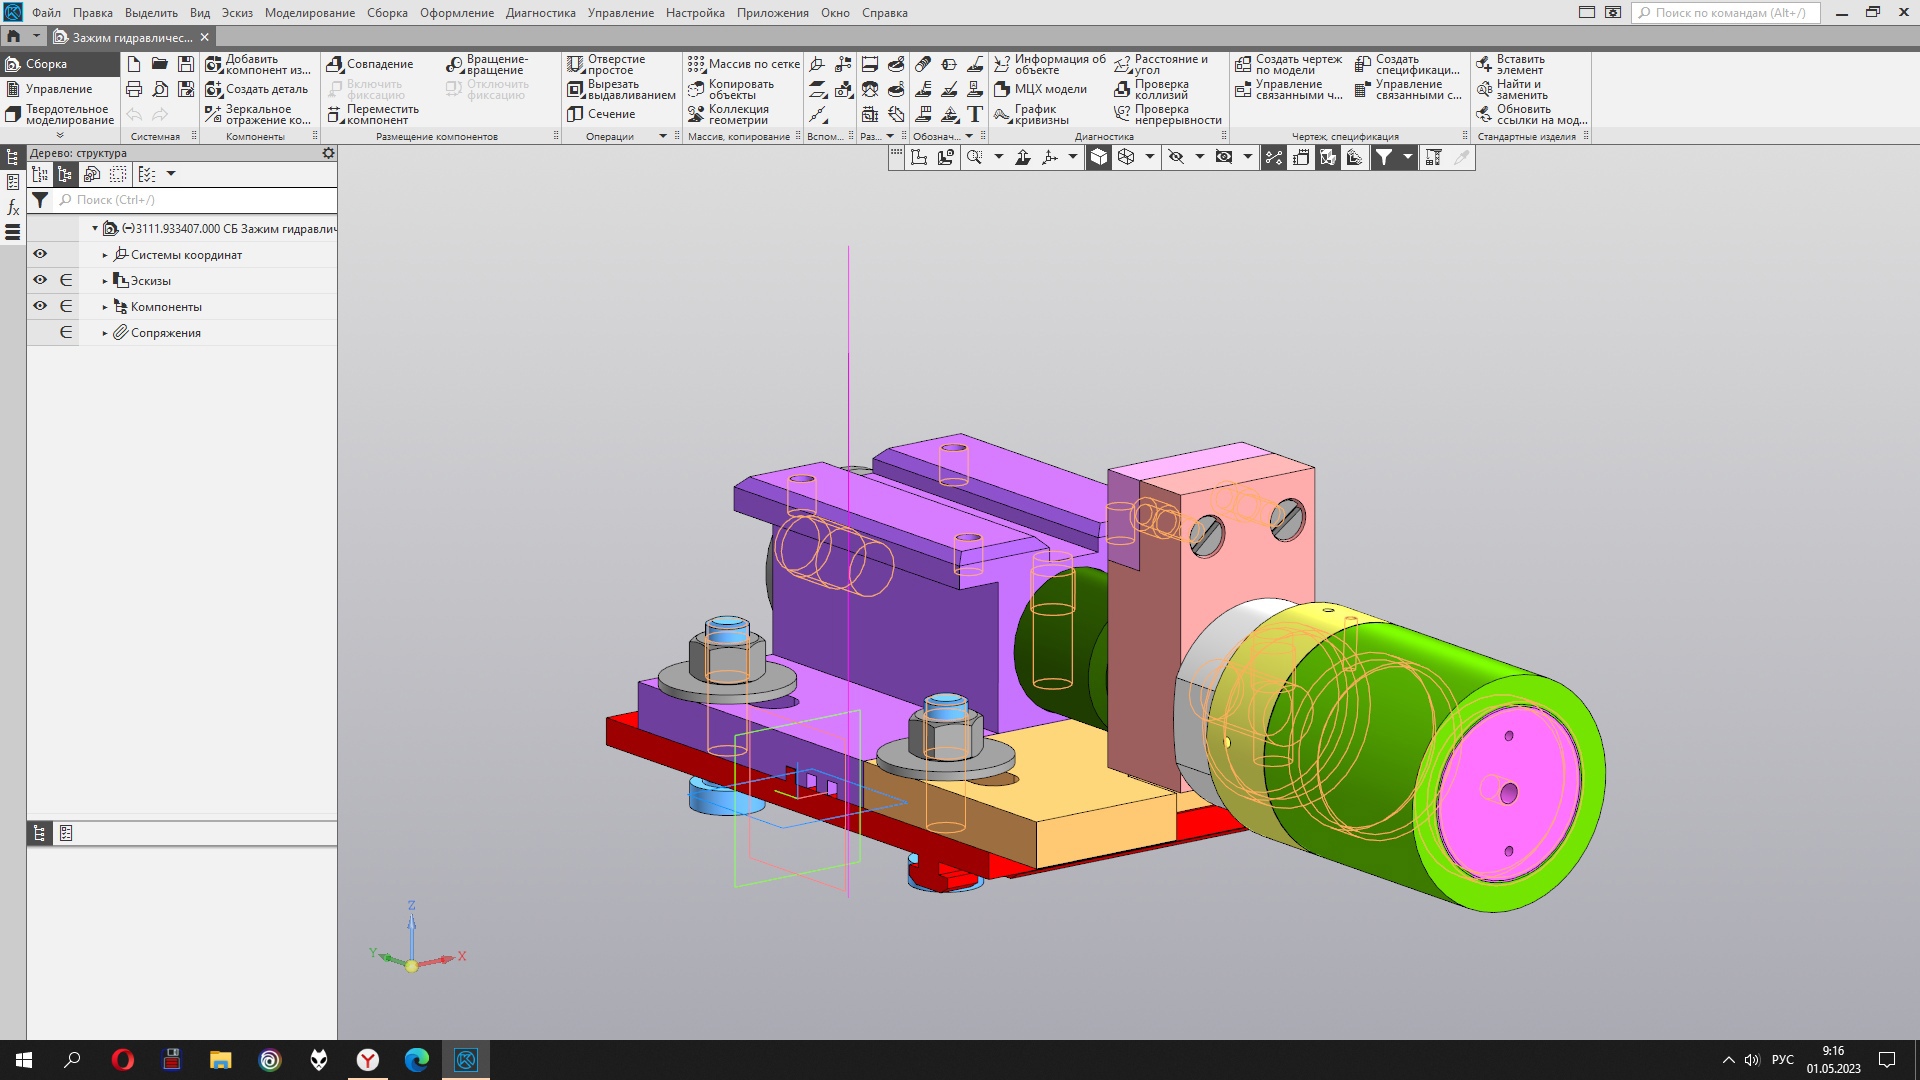 Файл Правка Выделить Вид Эскиз Моделирование Сборка Оформление Диагностика Управление Настройка Приложения Окно Справка
Поиск по командам (Alt+/)
Зажим гидравличес...
Сборка
Управление
Твердотельное
моделирование
Системная
Добавить
компонент из...
Создать деталь
Зеркальное
отражение ко...
Компоненты
Совпадение
Включить
фиксацию
Переместить
компонент
Вращение-
вращение
Отключить
фиксацию
Размещение компонентов
Отверстие
простое
Вырезать
выдавливанием
Сечение
Операции
Массив по сетке
Копировать
объекты
Коллекция
геометрии
Массив, копирование
Вспом...
Раз...
Обознач...
Информация об
объекте
МЦХ модели
График
кривизны
Расстояние и
угол
Проверка
коллизий
Проверка
непрерывности
Диагностика
Создать чертеж
по модели
Управление
связанными ч...
Создать
спецификаци...
Управление
связанными с...
Чертеж, спецификация
Вставить
элемент
Найти и
заменить
Обновить
ссылки на мод...
Стандартные изделия
Дерево: структура
Поиск (Ctrl+/)
(-)3111.933407.000 СБ Зажим гидравлич
Системы координат
Эскизы
Компоненты
Сопряжения
Z
Y
X
РУС
9:16
01.05.2023